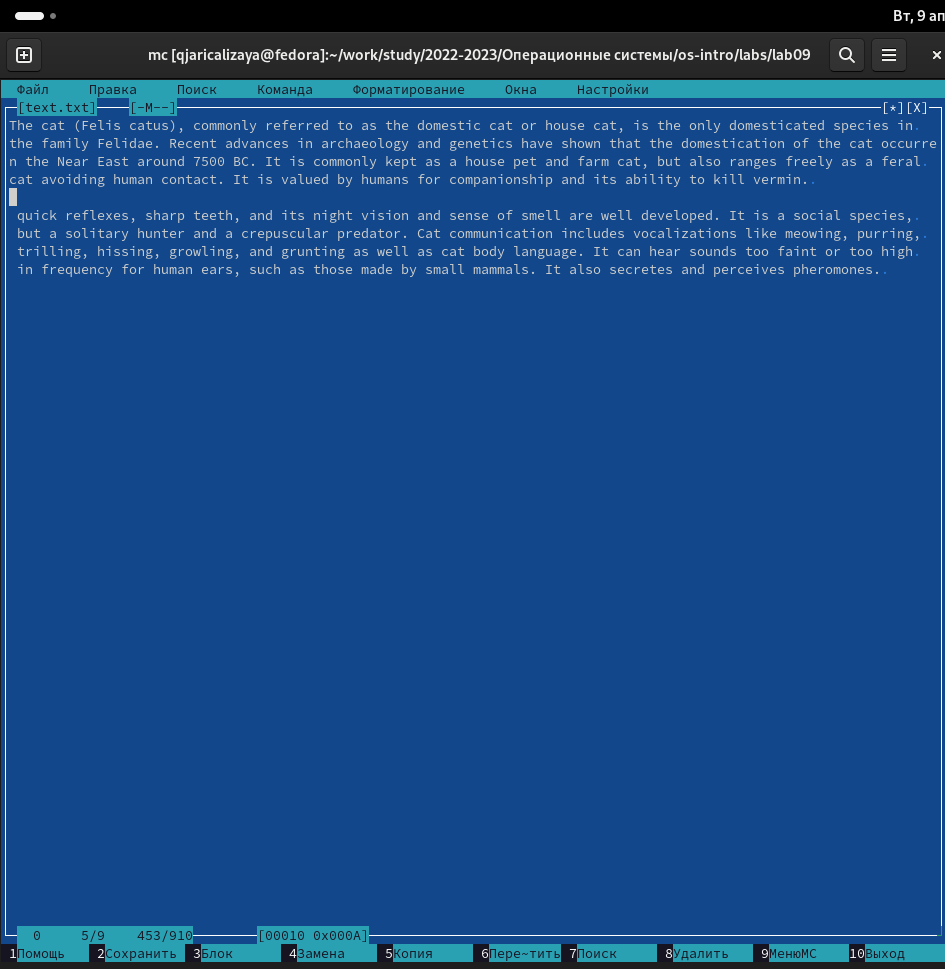 Вт, 9 ап
mc [qjaricalizaya@fedora]:~/work/study/2022-2023/Операционные системы/os-intro/labs/lab09
Файл Правка Поиск Команда Форматирование Окна Настройки
[text.txt] [-M--] [*][X]
The cat (Felis catus), commonly referred to as the domestic cat or house cat, is the only domesticated species in.
the family Felidae. Recent advances in archaeology and genetics have shown that the domestication of the cat occurre
n the Near East around 7500 BC. It is commonly kept as a house pet and farm cat, but also ranges freely as a feral.
cat avoiding human contact. It is valued by humans for companionship and its ability to kill vermin..
quick reflexes, sharp teeth, and its night vision and sense of smell are well developed. It is a social species,.
but a solitary hunter and a crepuscular predator. Cat communication includes vocalizations like meowing, purring,.
trilling, hissing, growling, and grunting as well as cat body language. It can hear sounds too faint or too high.
in frequency for human ears, such as those made by small mammals. It also secretes and perceives pheromones..
0 5/9 453/910 [00010 0x000A]
1Помощь 2Сохранить 3Блок 4Замена 5Копия 6Пере~тить 7Поиск 8Удалить 9МенюMC 10Выход